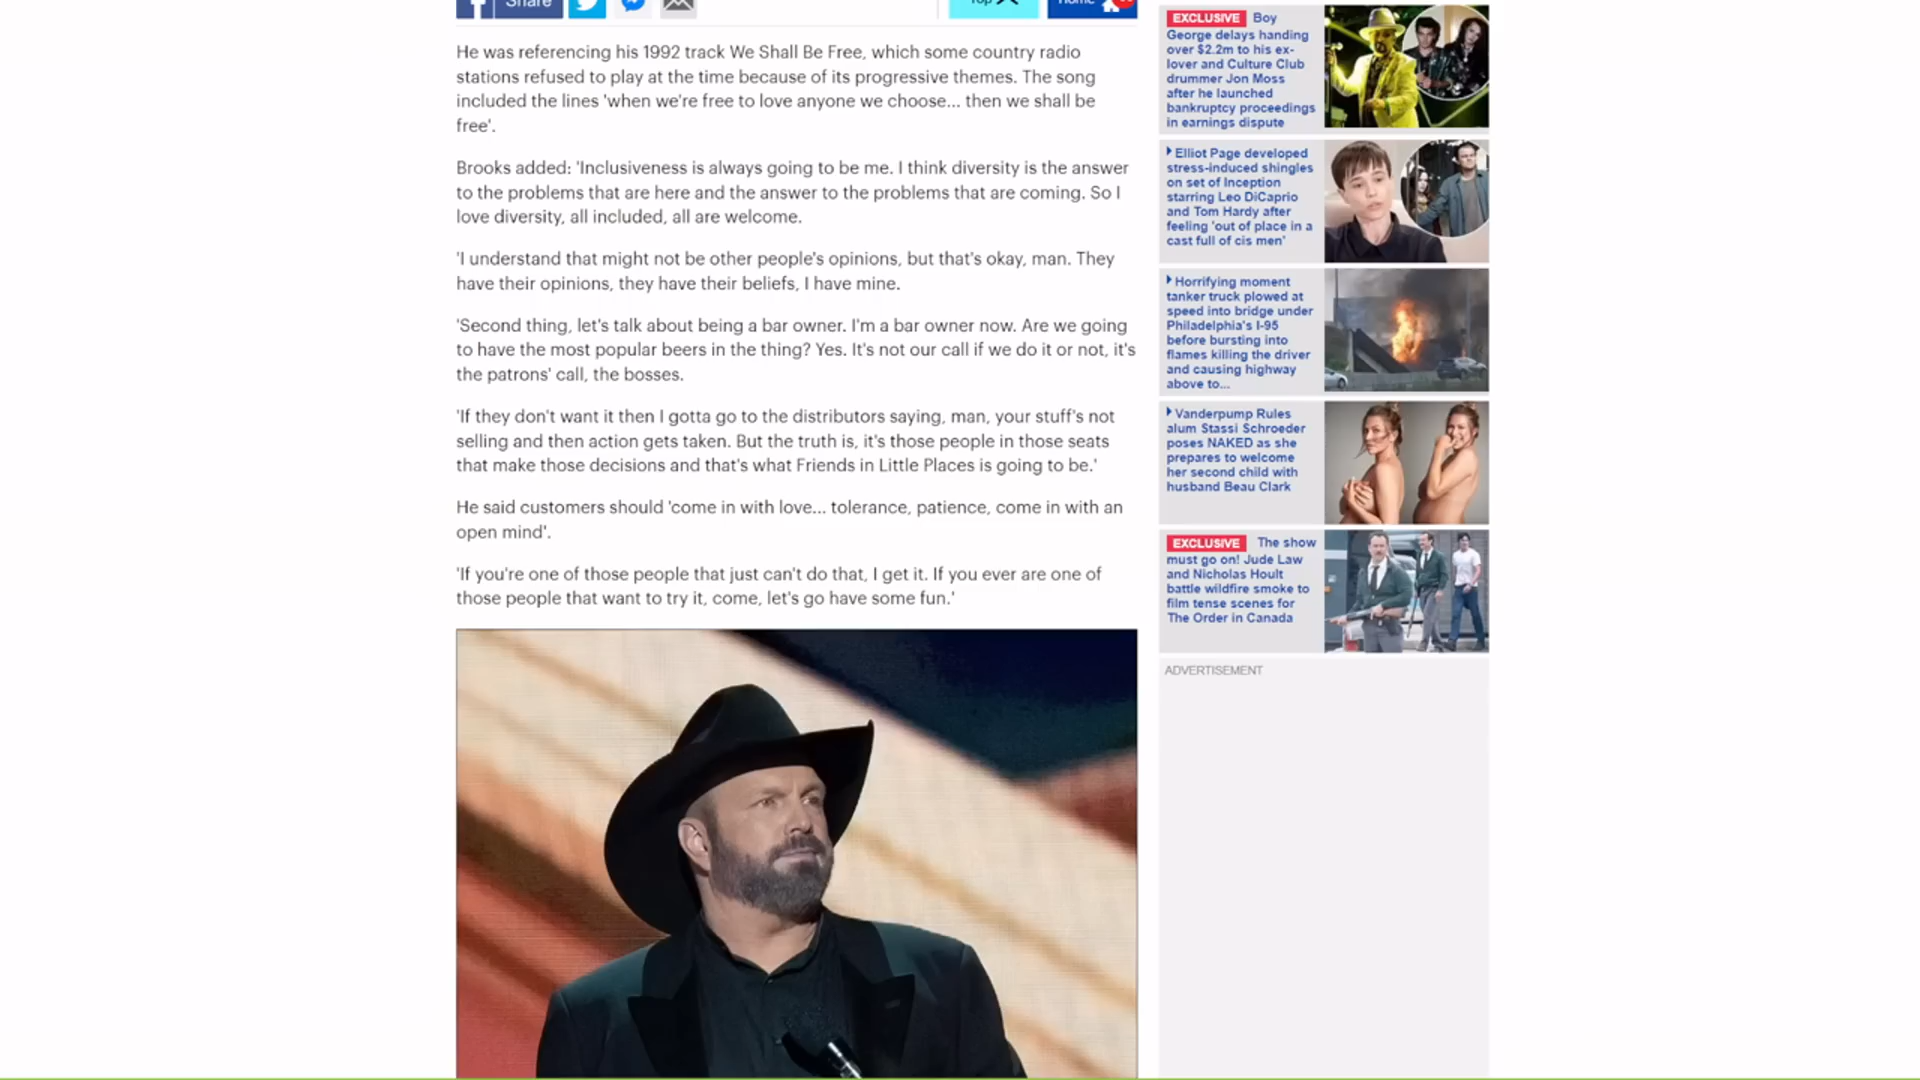 Share
Top
Home
He was referencing his 1992 track We Shall Be Free, which some country radio
stations refused to play at the time because of its progressive themes. The song
included the lines 'when we're free to love anyone we choose... then we shall be
free'.
Brooks added: 'Inclusiveness is always going to be me. I think diversity is the answer
to the problems that are here and the answer to the problems that are coming. So I
love diversity, all included, all are welcome.
'I understand that might not be other people's opinions, but that's okay, man. They
have their opinions, they have their beliefs, I have mine.
'Second thing, let's talk about being a bar owner. I'm a bar owner now. Are we going
to have the most popular beers in the thing? Yes. It's not our call if we do it or not, it's
the patrons' call, the bosses.
'If they don't want it then I gotta go to the distributors saying, man, your stuff's not
selling and then action gets taken. But the truth is, it's those people in those seats
that make those decisions and that's what Friends in Little Places is going to be.'
He said customers should 'come in with love... tolerance, patience, come in with an
open mind'.
'If you're one of those people that just can't do that, I get it. If you ever are one of
those people that want to try it, come, let's go have some fun.'
EXCLUSIVE Boy
George delays handing
over $2.2m to his ex-
lover and Culture Club
drummer Jon Moss
after he launched
bankruptcy proceedings
in earnings dispute
Elliot Page developed
stress-induced shingles
on set of Inception
starring Leo DiCaprio
and Tom Hardy after
feeling 'out of place in a
cast full of cis men'
Horrifying moment
tanker truck plowed at
speed into bridge under
Philadelphia's I-95
before bursting into
flames killing the driver
and causing highway
above to...
Vanderpump Rules
alum Stassi Schroeder
poses NAKED as she
prepares to welcome
her second child with
husband Beau Clark
EXCLUSIVE The show
must go on! Jude Law
and Nicholas Hoult
battle wildfire smoke to
film tense scenes for
The Order in Canada
ADVERTISEMENT